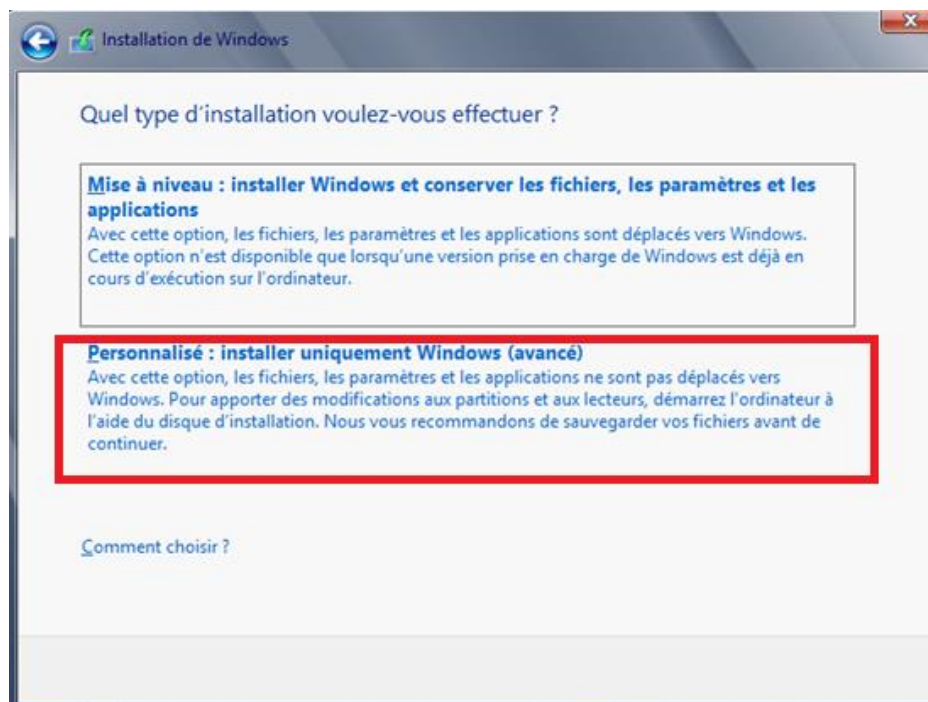 Installation de Windows
Quel type d'installation voulez-vous effectuer ?
Mise à niveau : installer Windows et conserver les fichiers, les paramètres et les
applications
Avec cette option, les fichiers, les paramètres et les applications sont déplacés vers Windows.
Cette option n'est disponible que lorsqu'une version prise en charge de Windows est déjà en
cours d'exécution sur l'ordinateur.
Personnalisé : installer uniquement Windows (avancé)
Avec cette option, les fichiers, les paramètres et les applications ne sont pas déplacés vers
Windows. Pour apporter des modifications aux partitions et aux lecteurs, démarrez l'ordinateur à
l'aide du disque d'installation. Nous vous recommandons de sauvegarder vos fichiers avant de
continuer.
Comment choisir ?